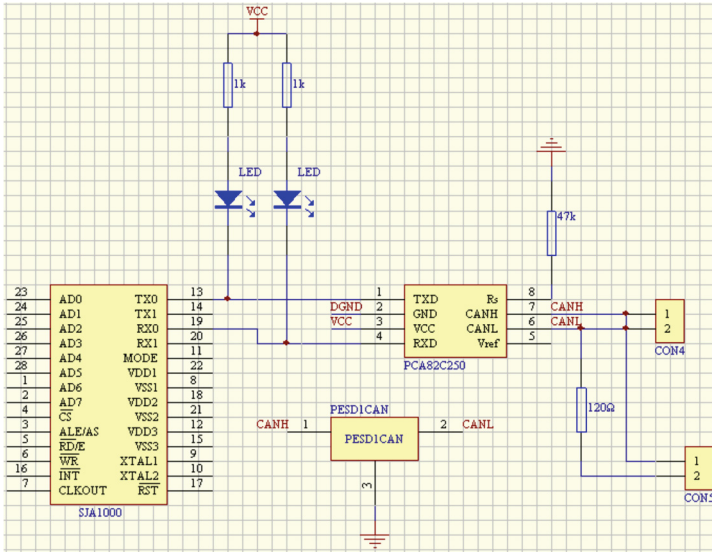 VCC
1k 1k
LED LED
47k
23 AD0 TX0 13 1 TXD Rs 8
24 AD1 TX1 14 DGND 2 GND CANH 7 CANH
25 AD2 RX0 19 VCC 3 VCC CANL 6 CANL
26 AD3 RX1 20 4 RXD Vref 5
27 AD4 MODE 11
28 AD5 VDD1 22
1 AD6 VSS1 8
2 AD7 VDD2 18
4 CS VSS2 21
3 ALE/AS VDD3 12
5 RD/E VSS3 15
6 WR XTAL1 9
16 INT XTAL2 10
7 CLKOUT RST 17
SJA1000
PCA82C250
1
2
CON4
120Ω
PESD1CAN
CANH 1 PESD1CAN 2 CANL
3
1
2
CON5